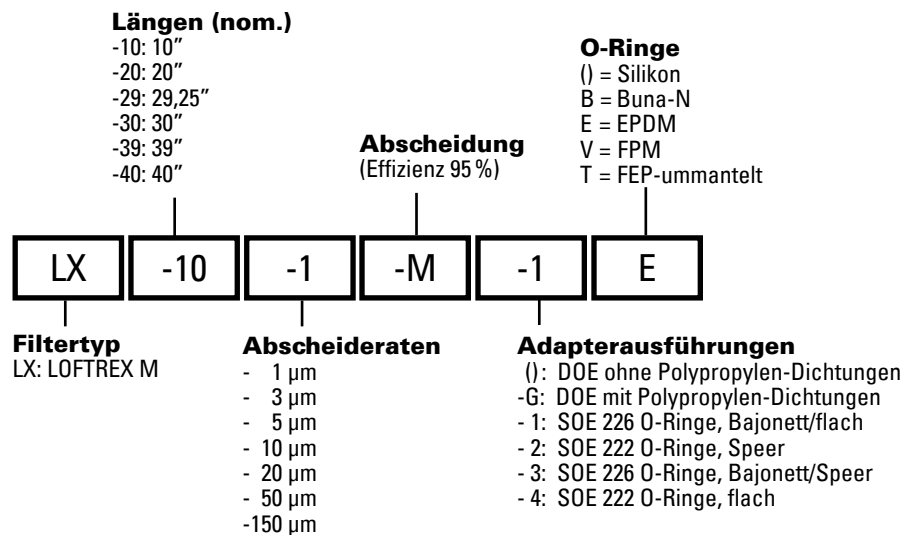 Längen (nom.)
-10: 10″
-20: 20″
-29: 29,25″
-30: 30″
-39: 39″
-40: 40″
Abscheidung
(Effizienz 95 %)
O-Ringe
() = Silikon
B = Buna-N
E = EPDM
V = FPM
T = FEP-ummantelt
LX -10 -1 -M -1 E
Filtertyp
LX: LOFTREX M
Abscheideraten
- 1 µm
- 3 µm
- 5 µm
- 10 µm
- 20 µm
- 50 µm
-150 µm
Adapterausführungen
(): DOE ohne Polypropylen-Dichtungen
-G: DOE mit Polypropylen-Dichtungen
- 1: SOE 226 O-Ringe, Bajonett/flach
- 2: SOE 222 O-Ringe, Speer
- 3: SOE 226 O-Ringe, Bajonett/Speer
- 4: SOE 222 O-Ringe, flach